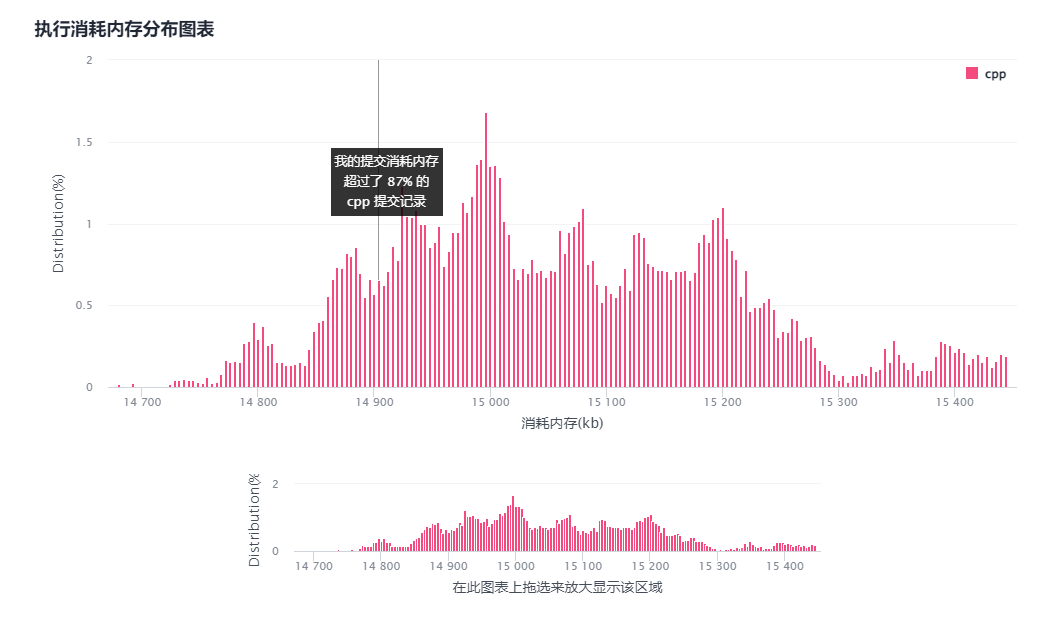 执行消耗内存分布图表
2
cpp
1.5
我的提交消耗内存
超过了 87% 的
cpp 提交记录
Distribution(%)
1
0.5
0
14 700 14 800 14 900 15 000 15 100 15 200 15 300 15 400
消耗内存(kb)
Distribution(%
2
0
14 700 14 800 14 900 15 000 15 100 15 200 15 300 15 400
在此图表上拖选来放大显示该区域